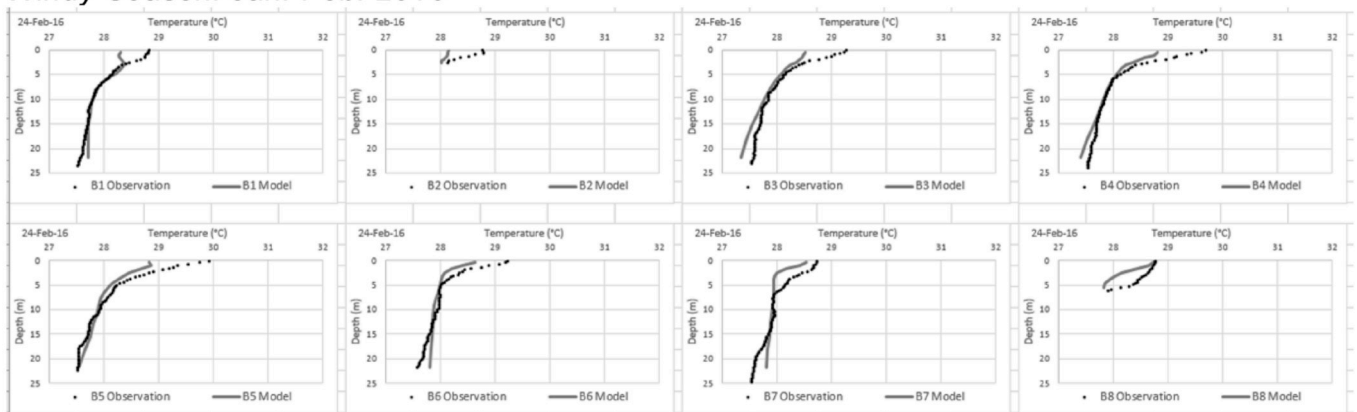 24-Feb-16 Temperature (°C)
27 28 29 30 31 32
0
5
10
15
20
25
Depth (m)
B1 Observation B1 Model
24-Feb-16 Temperature (°C)
27 28 29 30 31 32
0
5
10
15
20
25
Depth (m)
B2 Observation B2 Model
24-Feb-16 Temperature (°C)
27 28 29 30 31 32
0
5
10
15
20
25
Depth (m)
B3 Observation B3 Model
24-Feb-16 Temperature (°C)
27 28 29 30 31 32
0
5
10
15
20
25
Depth (m)
B4 Observation B4 Model
24-Feb-16 Temperature (°C)
27 28 29 30 31 32
0
5
10
15
20
25
Depth (m)
B5 Observation B5 Model
24-Feb-16 Temperature (°C)
27 28 29 30 31 32
0
5
10
15
20
25
Depth (m)
B6 Observation B6 Model
24-Feb-16 Temperature (°C)
27 28 29 30 31 32
0
5
10
15
20
25
Depth (m)
B7 Observation B7 Model
24-Feb-16 Temperature (°C)
27 28 29 30 31 32
0
5
10
15
20
25
Depth (m)
B8 Observation B8 Model